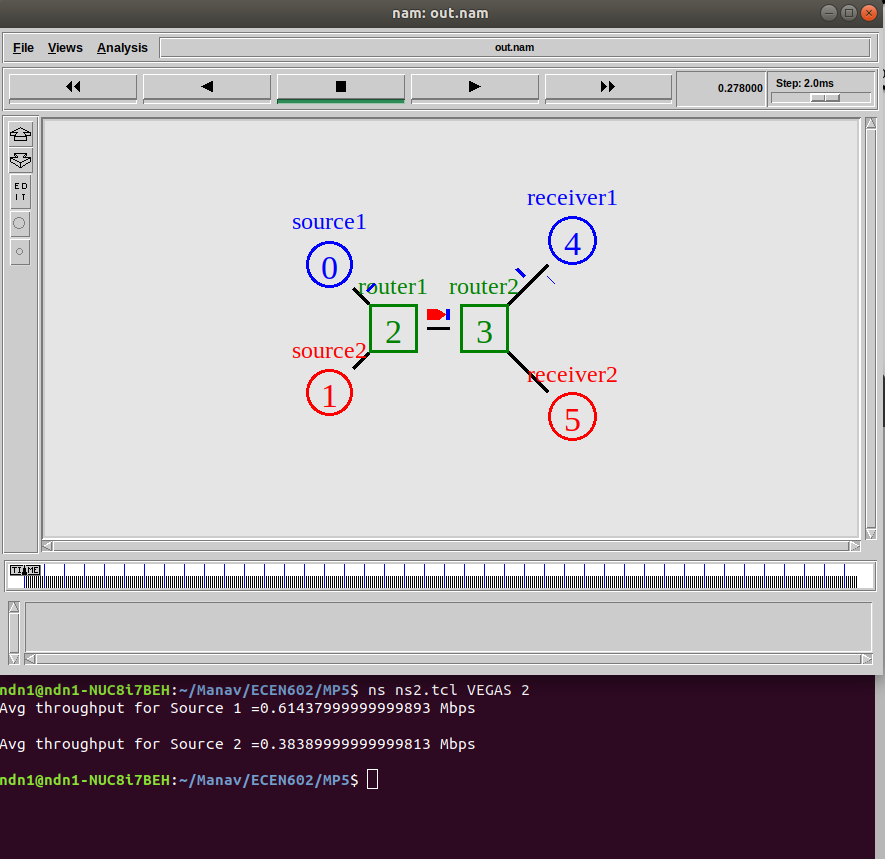 nam: out.nam
File Views Analysis out.nam
0.278000 Step: 2.0ms
ED
IT
receiver1
source1
4
0
router1 router2
2 3
source2
receiver2
1
5
TIME
ndn1@ndn1-NUC8i7BEH:~/Manav/ECEN602/MP5$ ns ns2.tcl VEGAS 2
Avg throughput for Source 1 =0.61437999999999893 Mbps
Avg throughput for Source 2 =0.38389999999999813 Mbps
ndn1@ndn1-NUC8i7BEH:~/Manav/ECEN602/MP5$